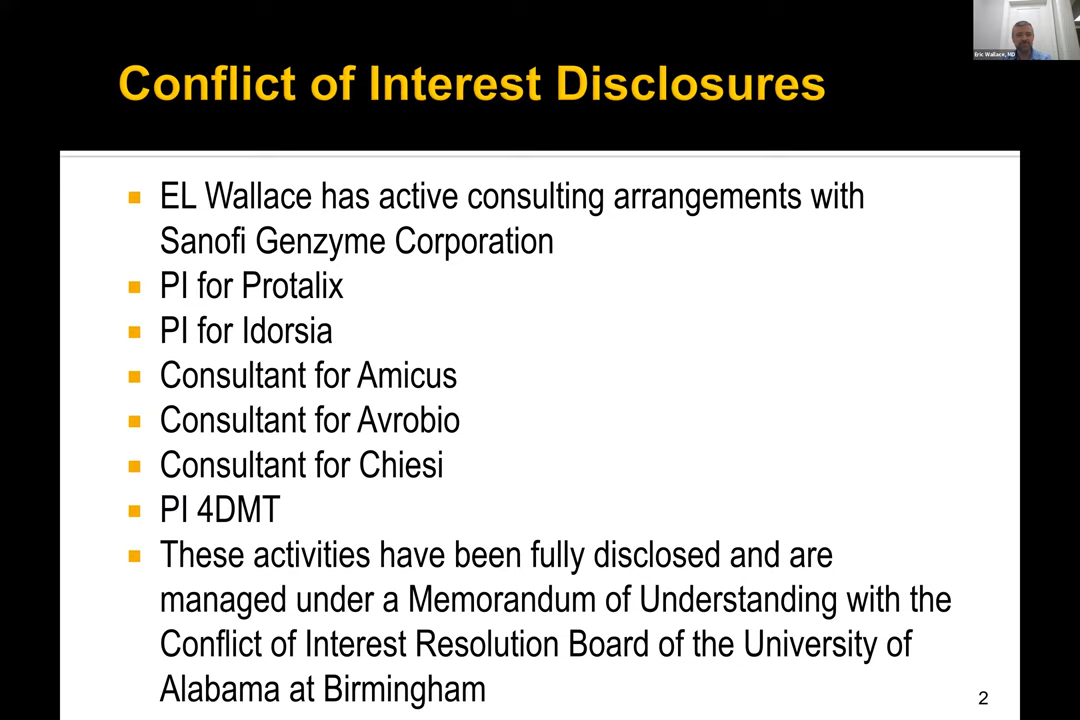 Eric Wallace, MD
Conflict of Interest Disclosures
EL Wallace has active consulting arrangements with
Sanofi Genzyme Corporation
PI for Protalix
PI for Idorsia
Consultant for Amicus
Consultant for Avrobio
Consultant for Chiesi
PI 4DMT
These activities have been fully disclosed and are
managed under a Memorandum of Understanding with the
Conflict of Interest Resolution Board of the University of
Alabama at Birmingham
2